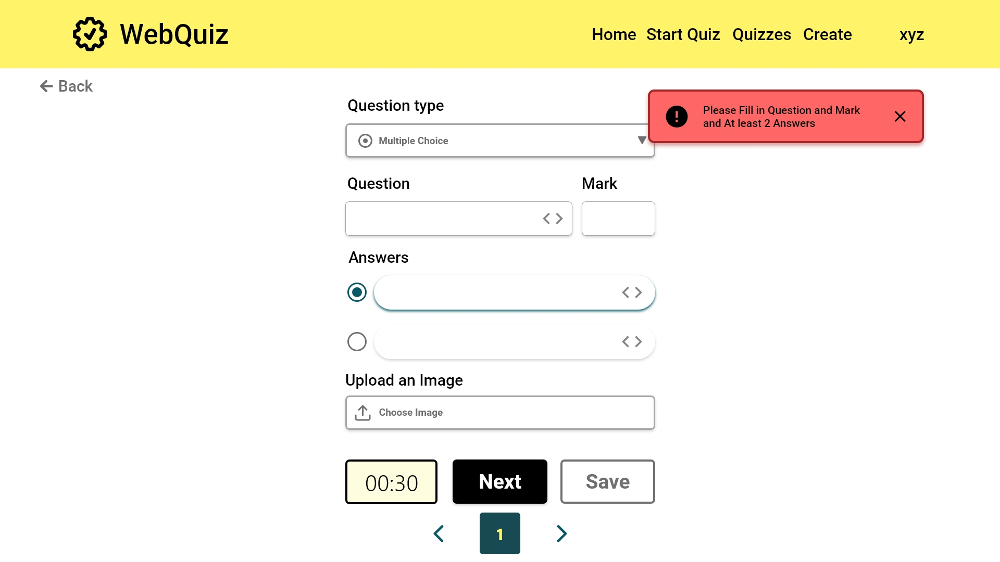 WebQuiz
Home Start Quiz Quizzes Create xyz
Back
Question type
Please Fill in Question and Mark
and At least 2 Answers
Multiple Choice
Question Mark
Answers
Upload an Image
Choose Image
00:30 Next Save
1